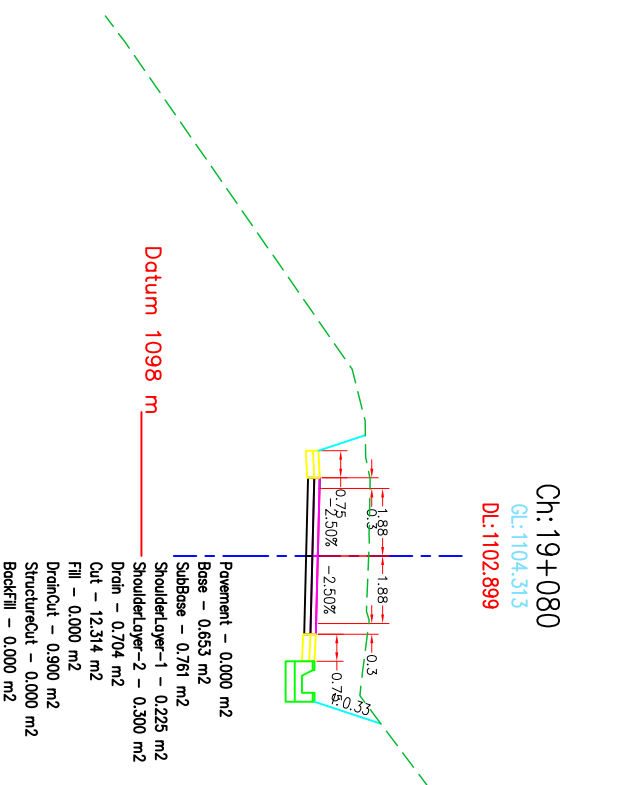 Ch: 19+080
GL:1104.313
DL:1102.899
1.88
1.88
0.3
0.3
0.75
0.75
-2.50%
-2.50%
0.33
Datum 1098 m
Pavement - 0.000 m2
Base - 0.653 m2
SubBase - 0.761 m2
ShoulderLayer-1 - 0.225 m2
ShoulderLayer-2 - 0.300 m2
Drain - 0.704 m2
Cut - 12.314 m2
Fill - 0.000 m2
DrainCut - 0.900 m2
StructureCut - 0.000 m2
BackFill - 0.000 m2